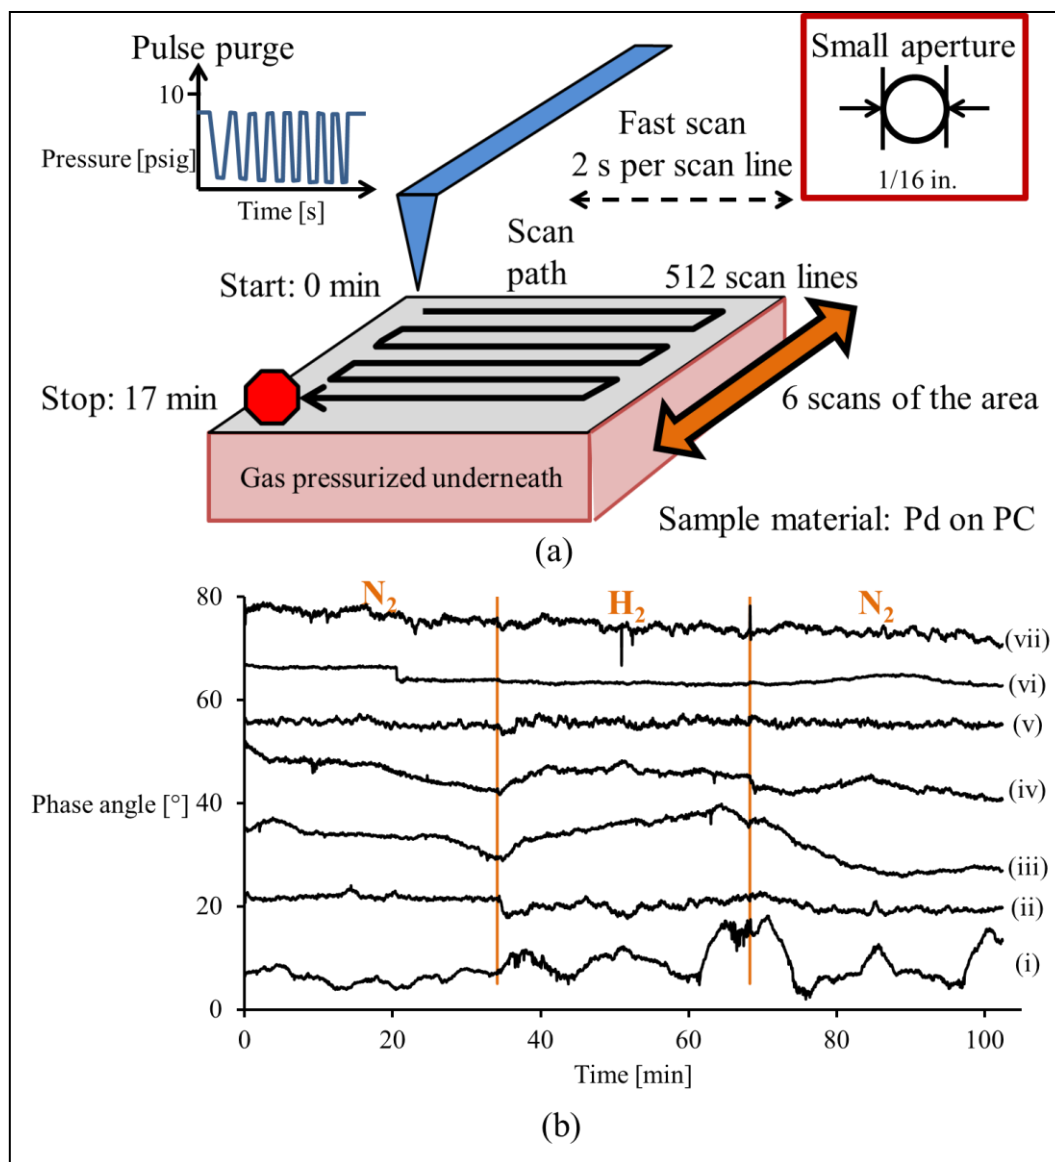 Pulse purge
10
Pressure [psig]
Time [s]
Small aperture
1/16 in.
Fast scan
2 s per scan line
Scan
path
Start: 0 min
512 scan lines
Stop: 17 min
6 scans of the area
Gas pressurized underneath
Sample material: Pd on PC
(a)
N2
H2
N2
80
60
40
20
0
Phase angle [°]
(vii)
(vi)
(v)
(iv)
(iii)
(ii)
(i)
0
20
40
60
80
100
Time [min]
(b)